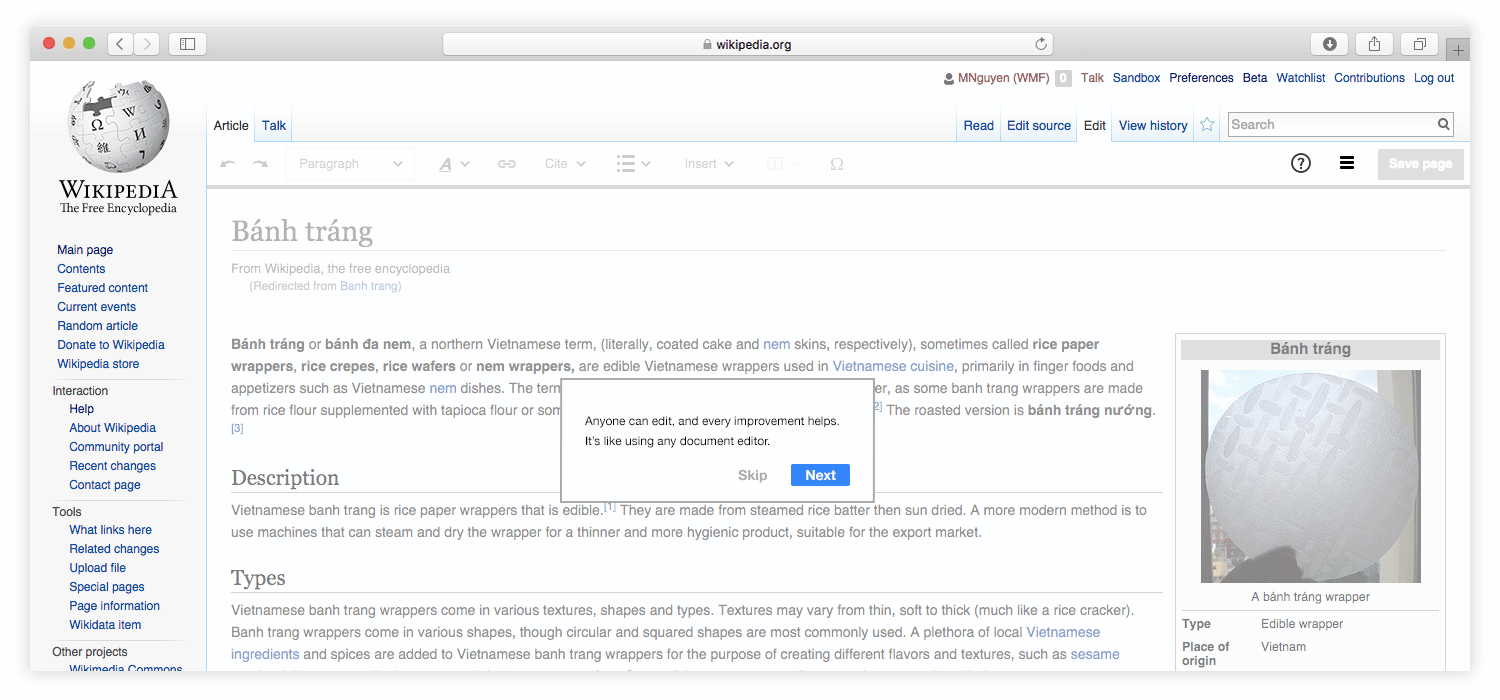 wikipedia.org
MNguyen (WMF) 0 Talk Sandbox Preferences Beta Watchlist Contributions Log out
WIKIPEDIA
The Free Encyclopedia
Article Talk
Read Edit source Edit View history Search
Paragraph A Cite Insert Ω ? Save page
Main page
Contents
Featured content
Current events
Random article
Donate to Wikipedia
Wikipedia store
Interaction
Help
About Wikipedia
Community portal
Recent changes
Contact page
Tools
What links here
Related changes
Upload file
Special pages
Page information
Wikidata item
Other projects
Wikimedia Commons
Bánh tráng
From Wikipedia, the free encyclopedia
(Redirected from Banh trang)
Bánh tráng or bánh đa nem, a northern Vietnamese term, (literally, coated cake and nem skins, respectively), sometimes called rice paper
wrappers, rice crepes, rice wafers or nem wrappers, are edible Vietnamese wrappers used in Vietnamese cuisine, primarily in finger foods and
appetizers such as Vietnamese nem dishes. The term er, as some banh trang wrappers are made
from rice flour supplemented with tapioca flour or som 2] The roasted version is bánh tráng nướng.
[3]
Anyone can edit, and every improvement helps.
It's like using any document editor.
Skip Next
Description
Vietnamese banh trang is rice paper wrappers that is edible.[1] They are made from steamed rice batter then sun dried. A more modern method is to
use machines that can steam and dry the wrapper for a thinner and more hygienic product, suitable for the export market.
Types
Vietnamese banh trang wrappers come in various textures, shapes and types. Textures may vary from thin, soft to thick (much like a rice cracker).
Banh trang wrappers come in various shapes, though circular and squared shapes are most commonly used. A plethora of local Vietnamese
ingredients and spices are added to Vietnamese banh trang wrappers for the purpose of creating different flavors and textures, such as sesame
Bánh tráng
A bánh tráng wrapper
Type Edible wrapper
Place of origin Vietnam